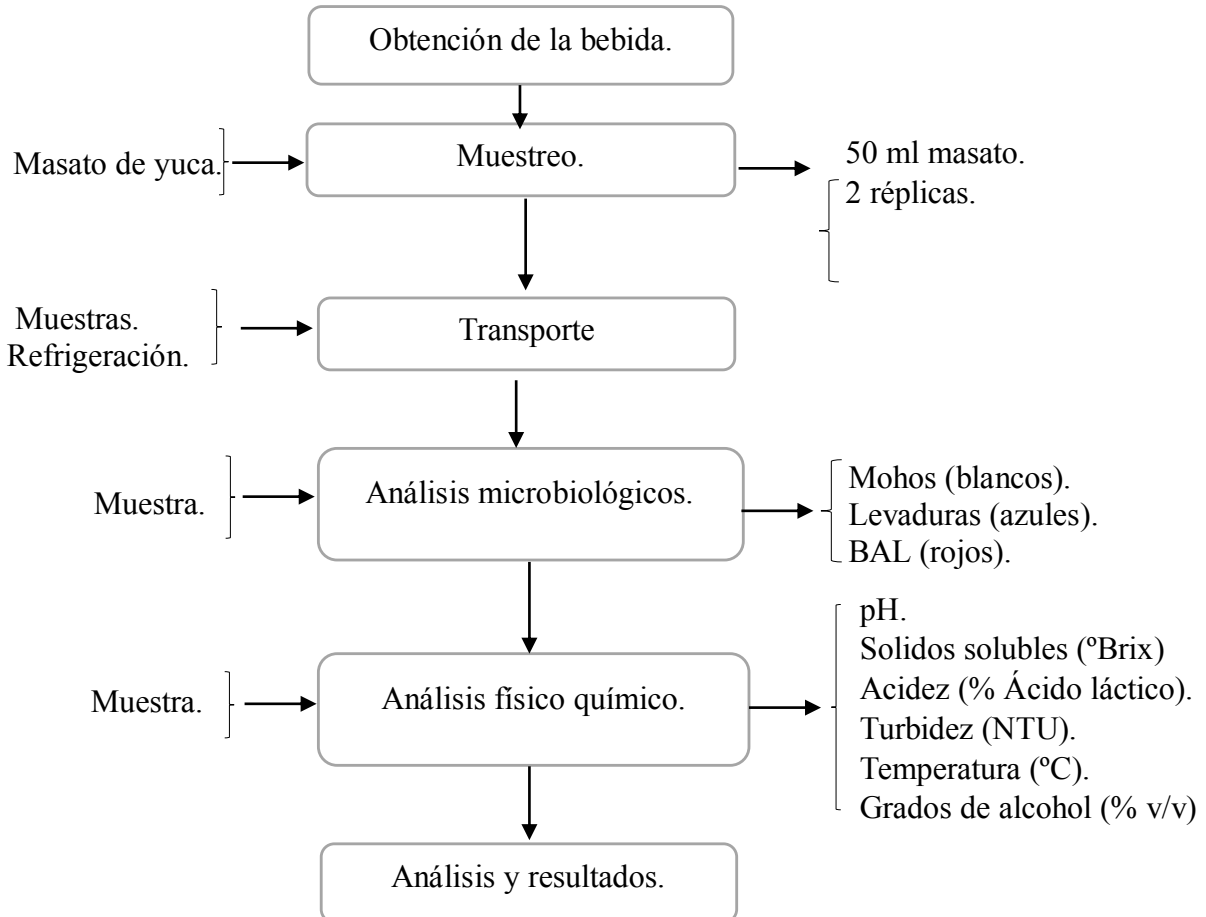 Obtención de la bebida.
Masato de yuca.
Muestreo.
50 ml masato.
2 réplicas.
Muestras.
Refrigeración.
Transporte
Muestra.
Análisis microbiológicos.
Mohos (blancos).
Levaduras (azules).
BAL (rojos).
Muestra.
Análisis físico químico.
pH.
Solidos solubles (ºBrix)
Acidez (% Ácido láctico).
Turbidez (NTU).
Temperatura (ºC).
Grados de alcohol (% v/v)
Análisis y resultados.